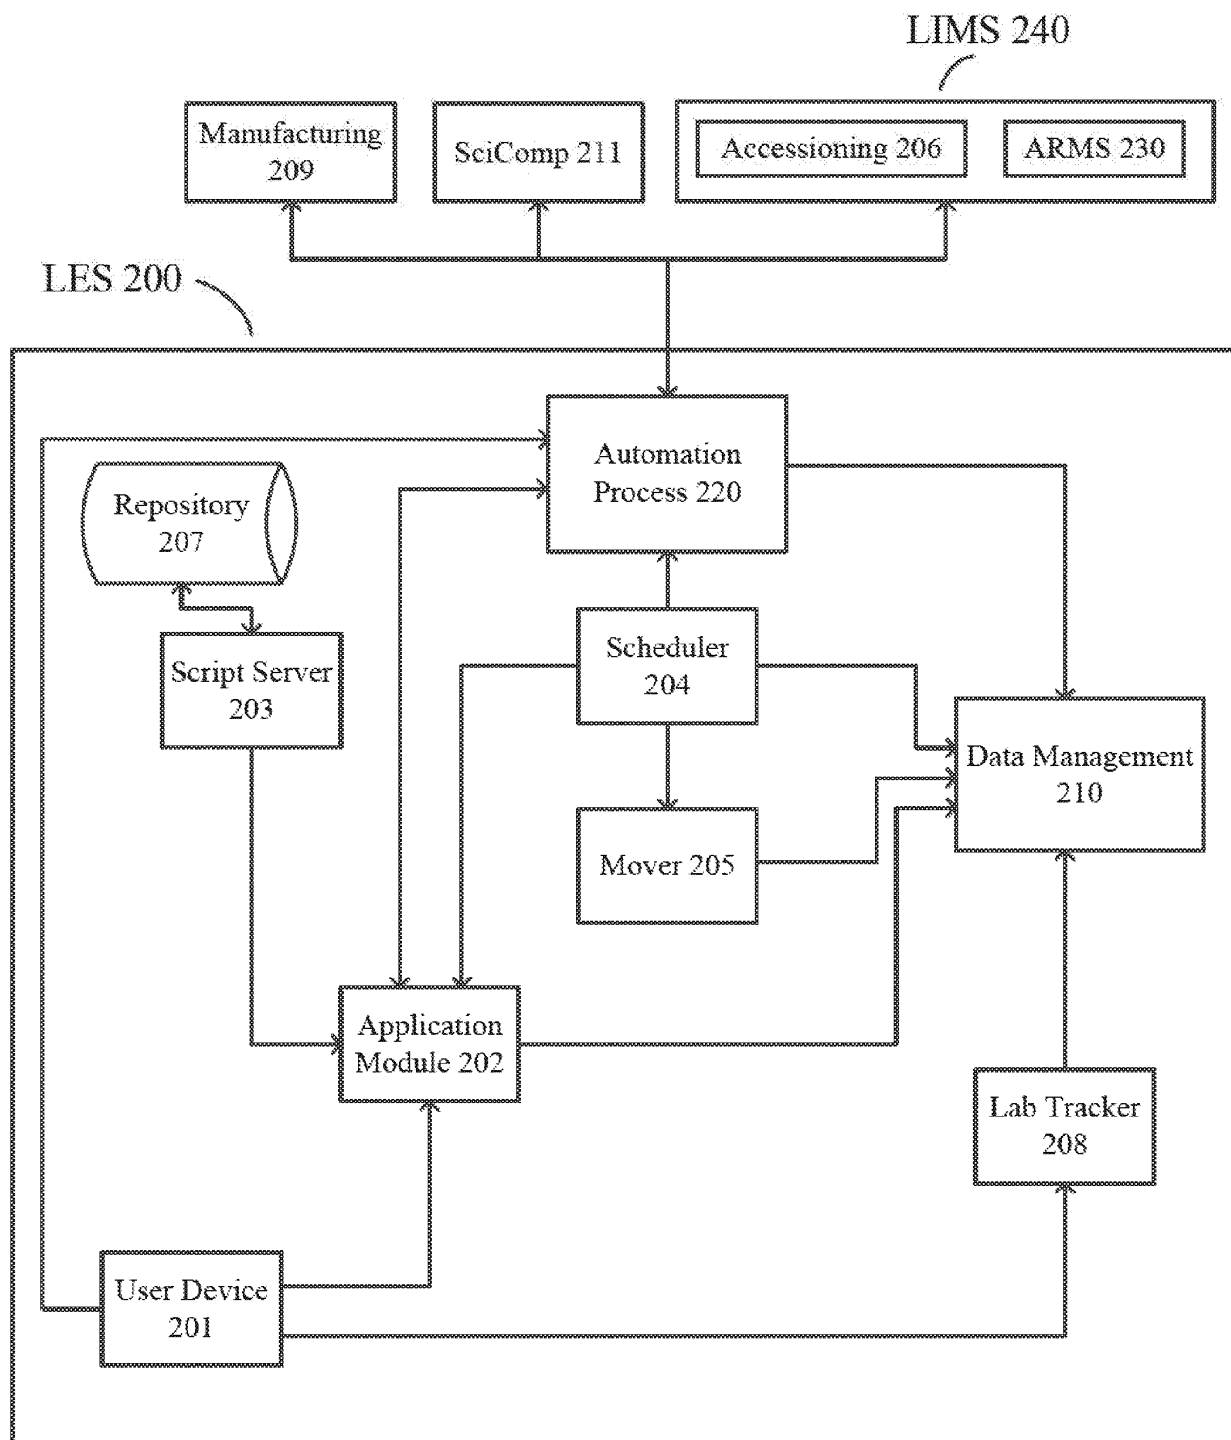 LIMS 240
Manufacturing
209
SciComp 211
Accessioning 206
ARMS 230
LES 200
Automation
Process 220
Repository
207
Script Server
203
Scheduler
204
Data Management
210
Mover 205
Application
Module 202
Lab Tracker
208
User Device
201